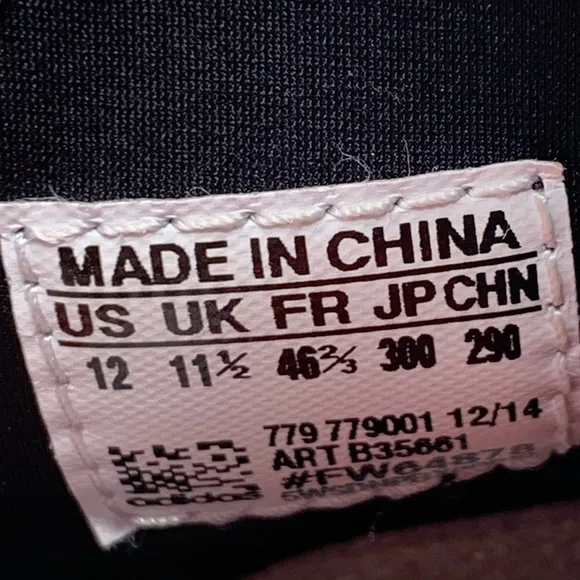 MADE IN CHINA
US UK FR JP CHN
12 11½ 46⅔ 300 290
779 779001 12/14
ART B35661
adidas